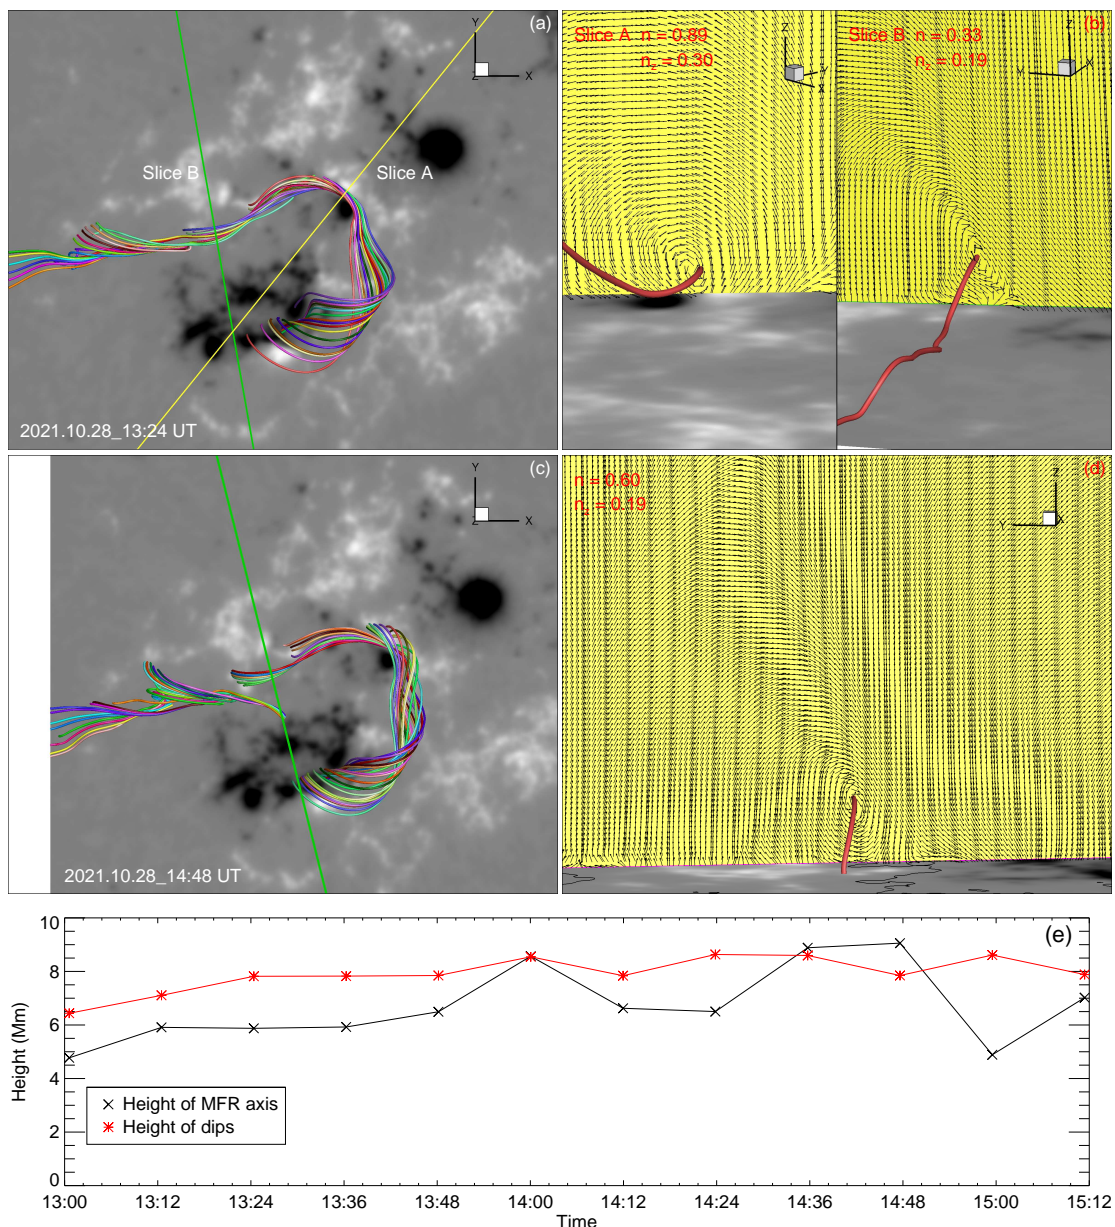 (a)
Y
Z
X
Slice B
Slice A
2021.10.28_13:24 UT
Slice A n = 0.89
n_z = 0.30
Z
Y
X
Slice B n = 0.33
n_z = 0.19
(b)
Z
Y
X
(c)
Y
Z
X
2021.10.28_14:48 UT
n = 0.60
n_z = 0.19
(d)
Z
Y
X
(e)
10
8
6
4
2
0
Height (Mm)
Height of MFR axis
Height of dips
13:00 13:12 13:24 13:36 13:48 14:00 14:12 14:24 14:36 14:48 15:00 15:12
Time